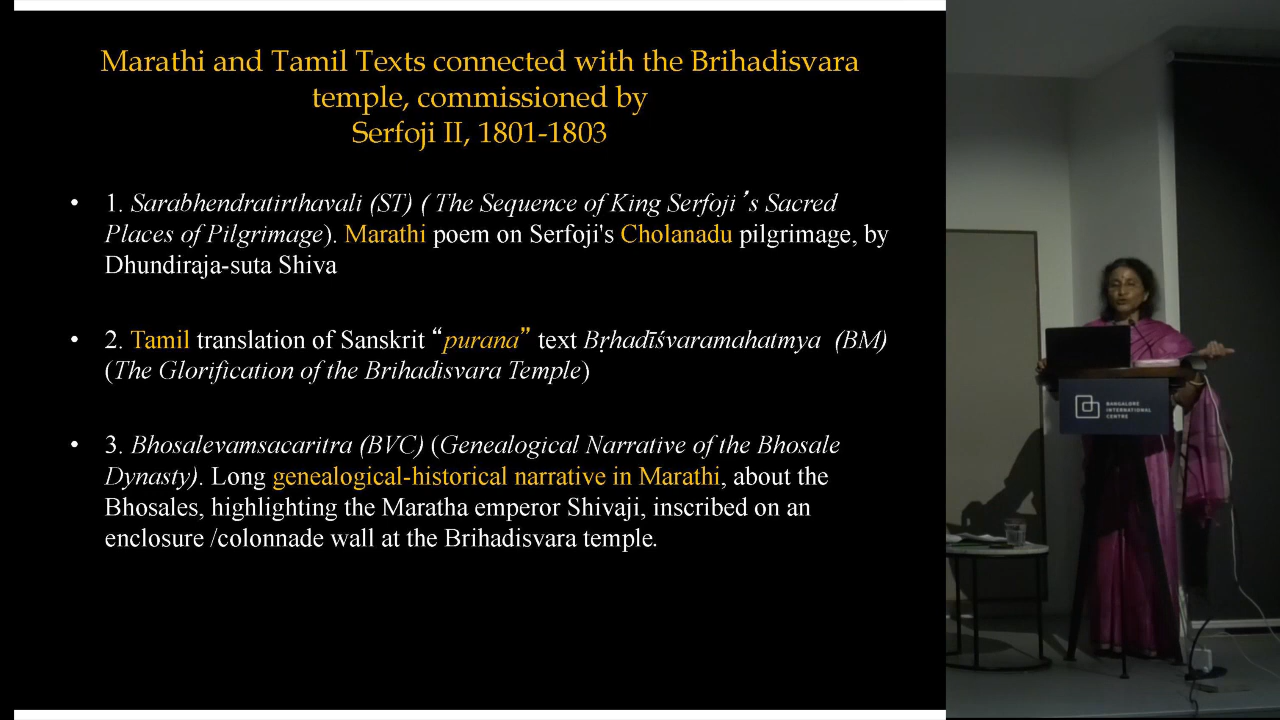 Marathi and Tamil Texts connected with the Brihadisvara
temple, commissioned by
Serfoji II, 1801-1803
• 1. Sarabhendratirthavali (ST) ( The Sequence of King Serfoji ’s Sacred
Places of Pilgrimage). Marathi poem on Serfoji's Cholanadu pilgrimage, by
Dhundiraja-suta Shiva
• 2. Tamil translation of Sanskrit “purana” text Bṛhadīśvaramahatmya (BM)
(The Glorification of the Brihadisvara Temple)
• 3. Bhosalevamsacaritra (BVC) (Genealogical Narrative of the Bhosale
Dynasty). Long genealogical-historical narrative in Marathi, about the
Bhosales, highlighting the Maratha emperor Shivaji, inscribed on an
enclosure /colonnade wall at the Brihadisvara temple.
BANGALORE
INTERNATIONAL
CENTRE